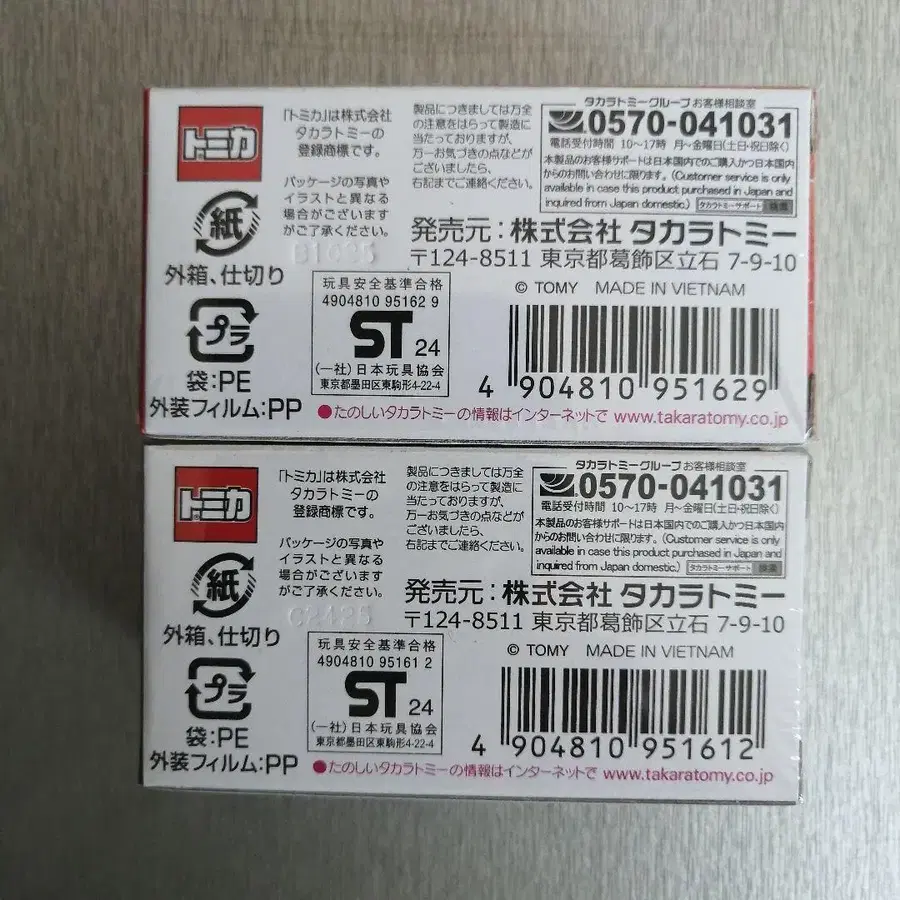 トミカ
「トミカ」は株式会社
タカラトミーの
登録商標です。
パッケージの写真や
イラストと異なる
場合がございます
がご了承ください。
製品につきましては万全
の注意をはらって製造に
当たっておりますが、
万一お気づきの点などが
ございましたら、
右記までご連絡ください。
タカラトミーグループ お客様相談室
0570-041031
電話受付時間 10~17時 月~金曜日(土日・祝日除く)
本製品のお客様サポートは日本国内でのご購入かつ日本国内
からのお問い合わせに限ります。(Customer service is only
available in case this product purchased in Japan and
inquired from Japan domestic.) タカラトミーサポート 検索
紙
外箱、仕切り
B1625
発売元:株式会社 タカラトミー
〒124-8511 東京都葛飾区立石 7-9-10
© TOMY MADE IN VIETNAM
プラ
袋:PE
外装フィルム:PP
玩具安全基準合格
4904810 95162 9
ST 24
(一社)日本玩具協会
東京都墨田区東駒形4-22-4
4 904810 951629
●たのしいタカラトミーの情報はインターネットで www.takaratomy.co.jp
トミカ
「トミカ」は株式会社
タカラトミーの
登録商標です。
パッケージの写真や
イラストと異なる
場合がございます
がご了承ください。
製品につきましては万全
の注意をはらって製造に
当たっておりますが、
万一お気づきの点などが
ございましたら、
右記までご連絡ください。
タカラトミーグループ お客様相談室
0570-041031
電話受付時間 10~17時 月~金曜日(土日・祝日除く)
本製品のお客様サポートは日本国内でのご購入かつ日本国内
からのお問い合わせに限ります。(Customer service is only
available in case this product purchased in Japan and
inquired from Japan domestic.) タカラトミーサポート 検索
紙
外箱、仕切り
C2425
発売元:株式会社 タカラトミー
〒124-8511 東京都葛飾区立石 7-9-10
© TOMY MADE IN VIETNAM
プラ
袋:PE
外装フィルム:PP
玩具安全基準合格
4904810 95161 2
ST 24
(一社)日本玩具協会
東京都墨田区東駒形4-22-4
4 904810 951612
●たのしいタカラトミーの情報はインターネットで www.takaratomy.co.jp